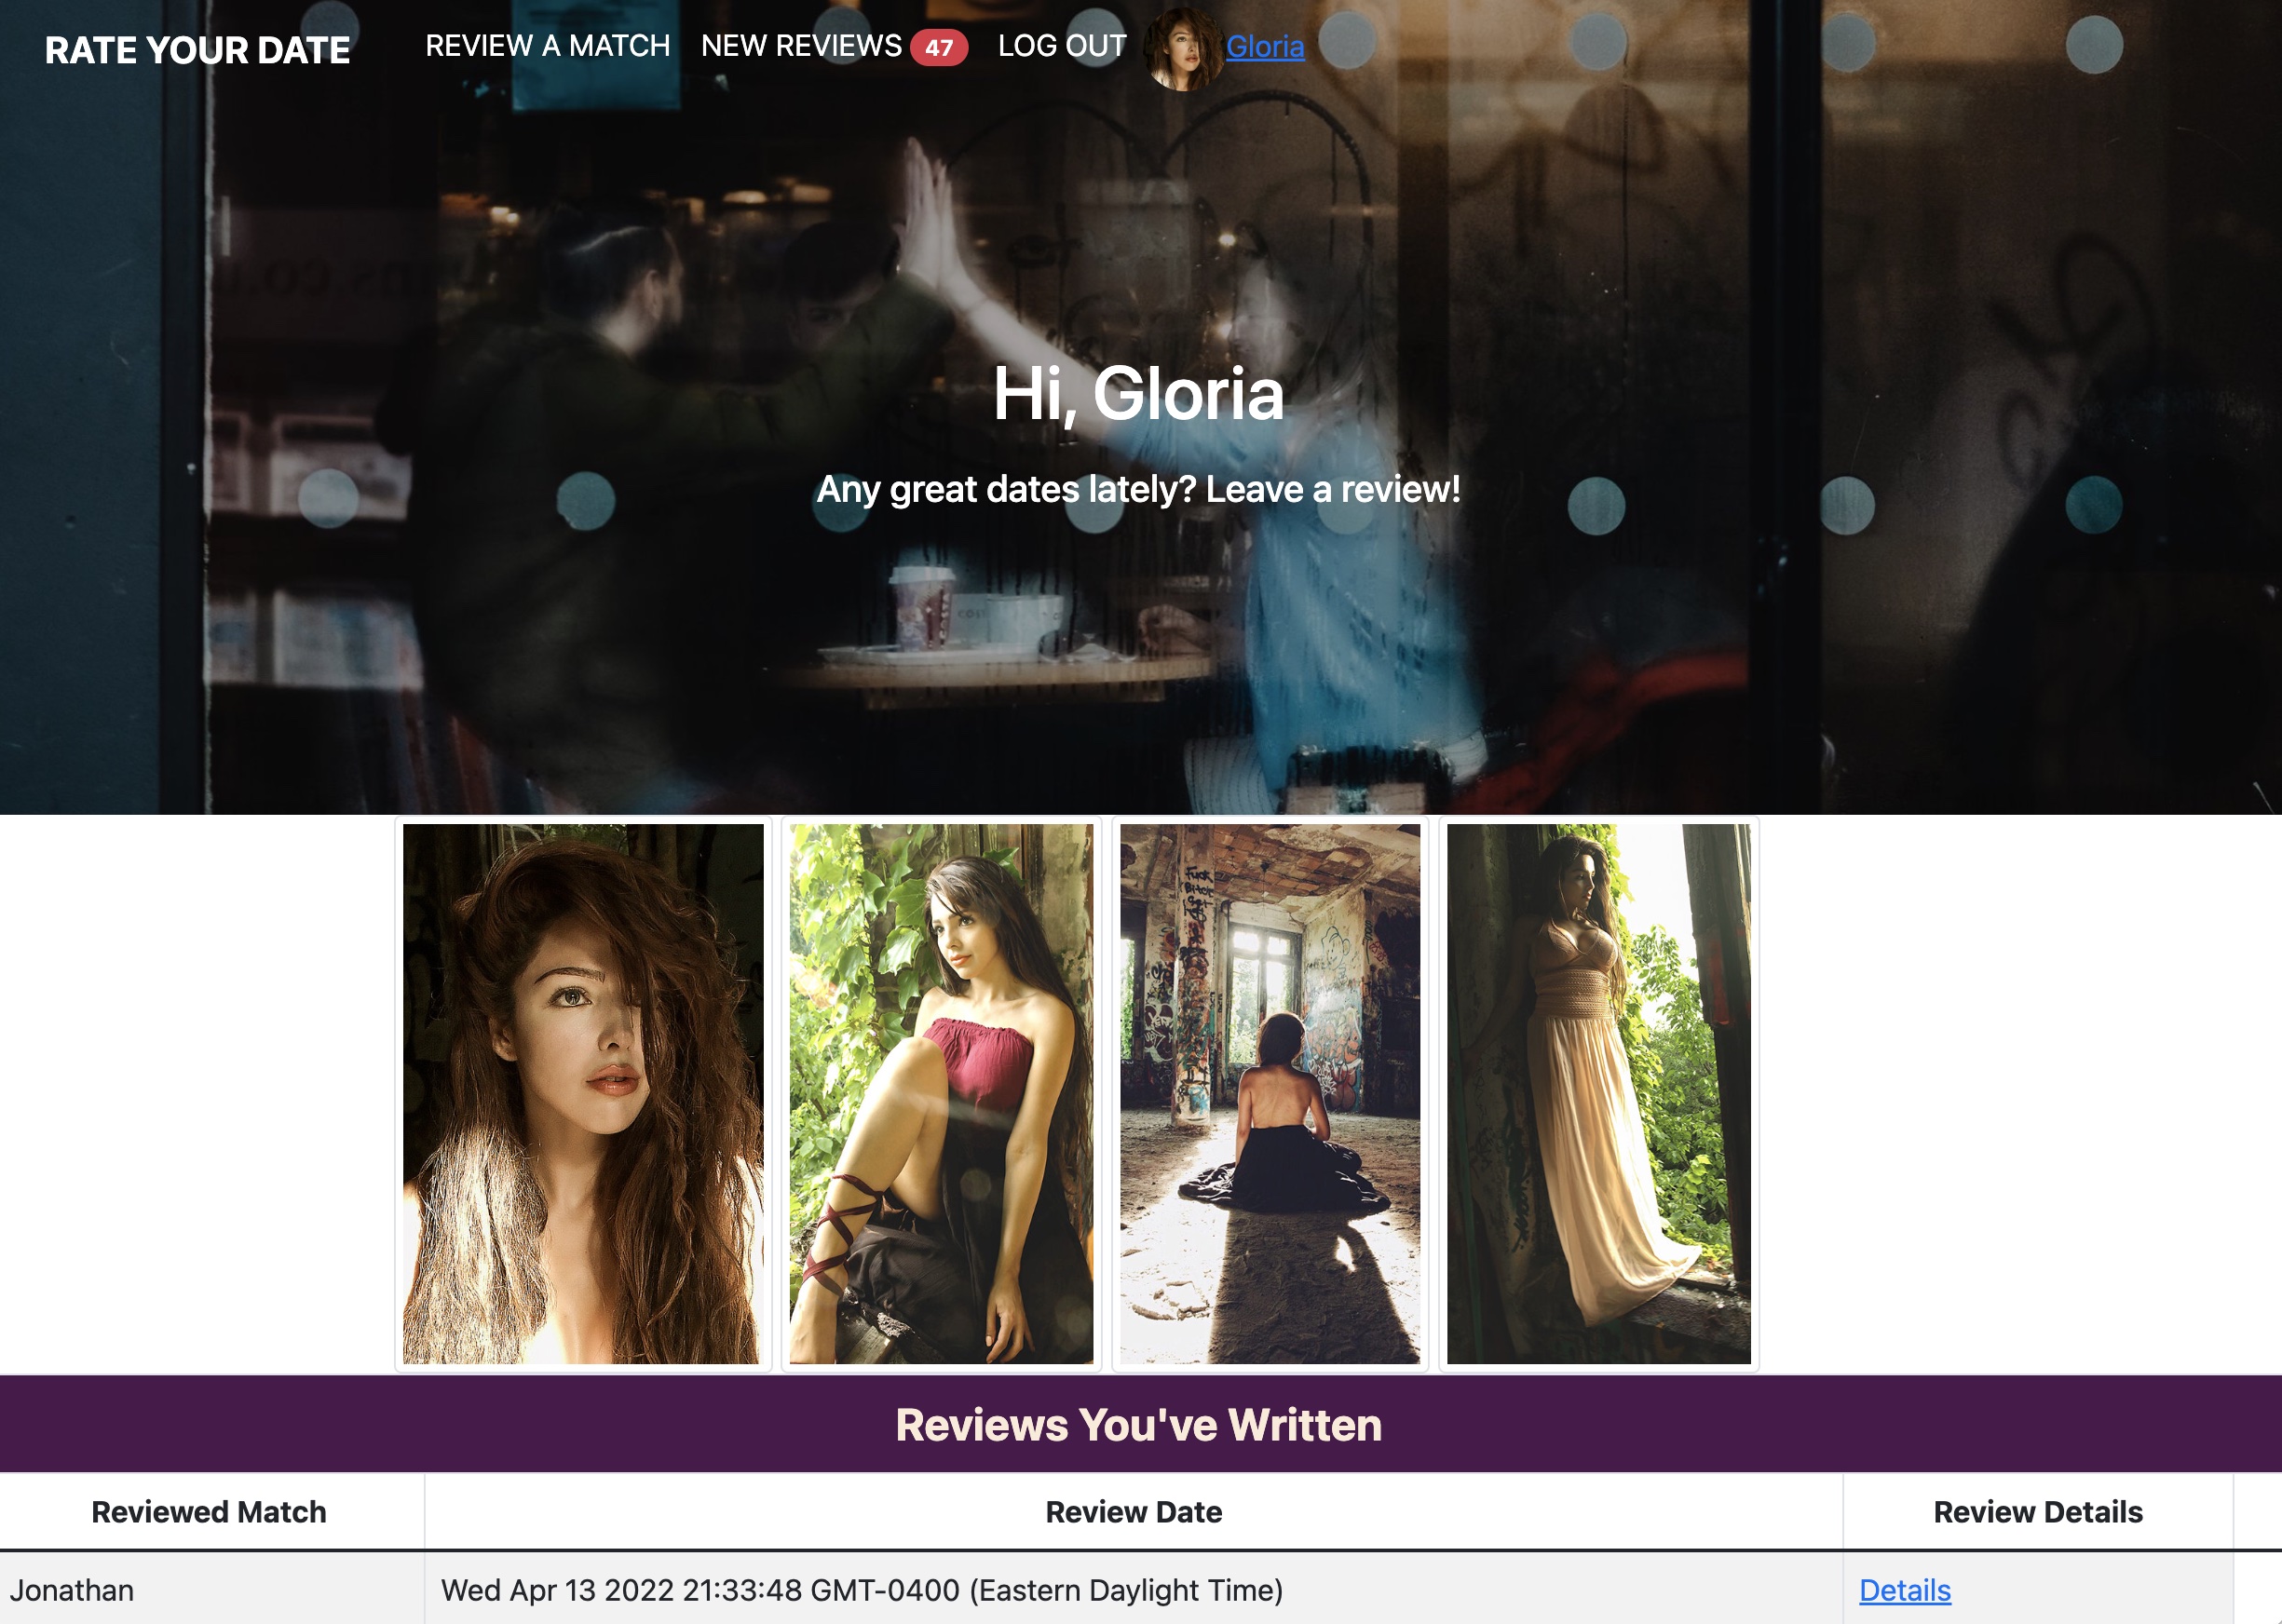 RATE YOUR DATE
REVIEW A MATCH
NEW REVIEWS 47
LOG OUT
Gloria
Hi, Gloria
Any great dates lately? Leave a review!
Reviews You've Written
Reviewed Match
Review Date
Review Details
Jonathan
Wed Apr 13 2022 21:33:48 GMT-0400 (Eastern Daylight Time)
Details